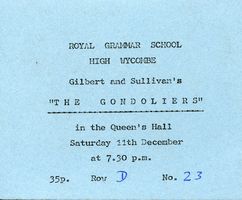 ROYAL GRAMMAR SCHOOL
HIGH WYCOMBE
Gilbert and Sullivan's
"THE GONDOLIERS"
in the Queen's Hall
Saturday 11th December
at 7.30 p.m.
35p. Row D No. 23